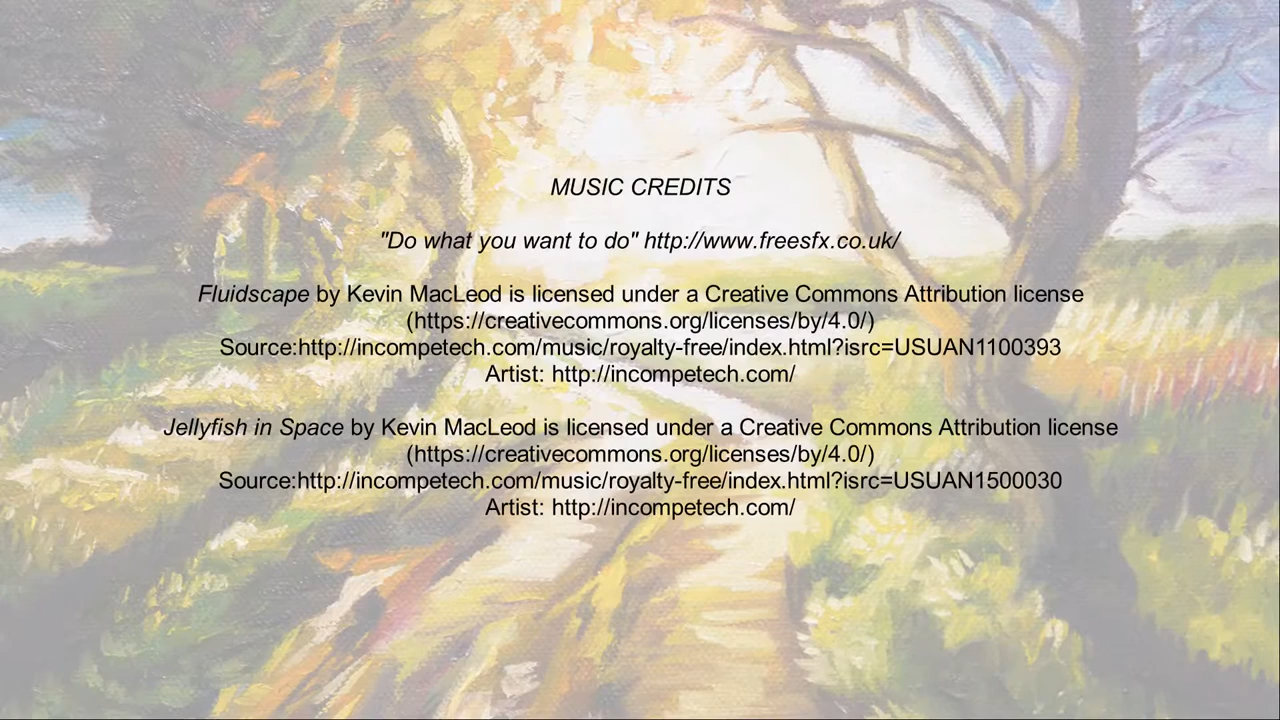 MUSIC CREDITS
"Do what you want to do" http://www.freesfx.co.uk/
Fluidscape by Kevin MacLeod is licensed under a Creative Commons Attribution license
(https://creativecommons.org/licenses/by/4.0/)
Source:http://incompetech.com/music/royalty-free/index.html?isrc=USUAN1100393
Artist: http://incompetech.com/
Jellyfish in Space by Kevin MacLeod is licensed under a Creative Commons Attribution license
(https://creativecommons.org/licenses/by/4.0/)
Source:http://incompetech.com/music/royalty-free/index.html?isrc=USUAN1500030
Artist: http://incompetech.com/